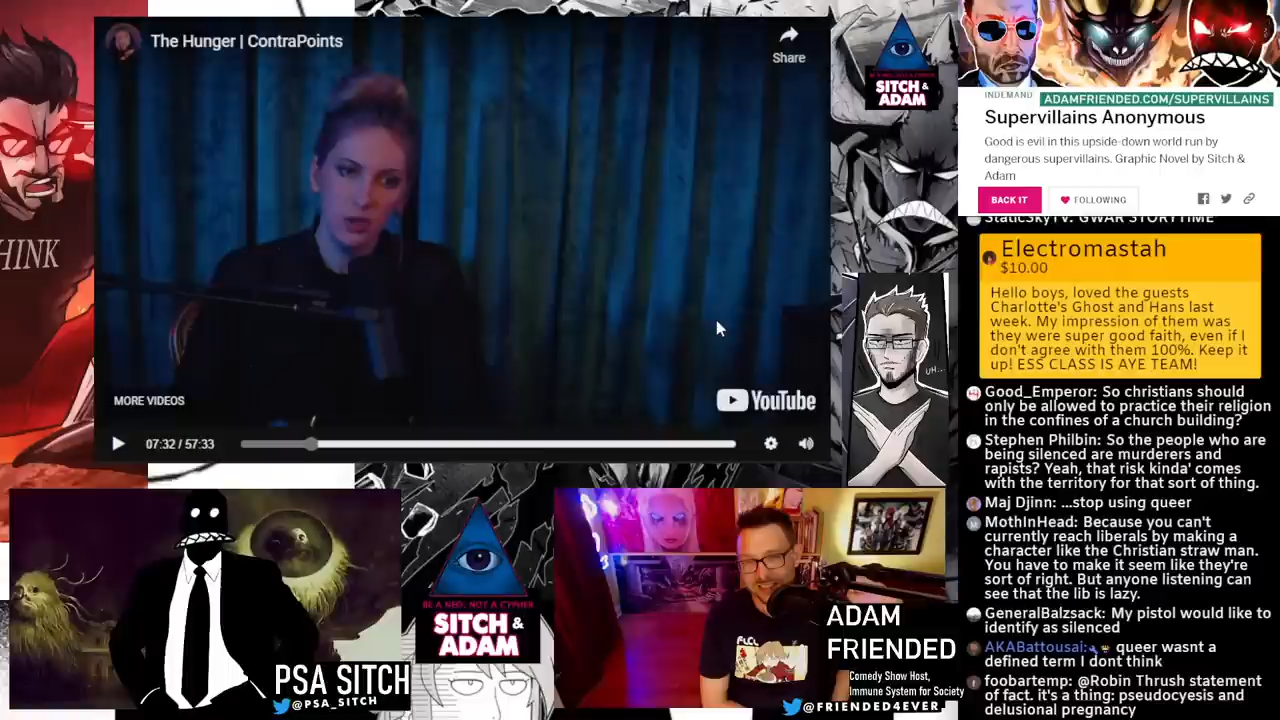 The Hunger | ContraPoints
Share
MORE VIDEOS
YouTube
07:32 / 57:33
HINK
BE A NEO, NOT A CYPHER
SITCH &
ADAM
UH...
INDEMAND
ADAMFRIENDED.COM/SUPERVILLAINS
Supervillains Anonymous
Good is evil in this upside-down world run by
dangerous supervillains. Graphic Novel by Sitch &
Adam
BACK IT
FOLLOWING
StaticSkyTV: GWAR STORYTIME
Electromastah
$10.00
Hello boys, loved the guests
Charlotte's Ghost and Hans last
week. My impression of them was
they were super good faith, even if I
don't agree with them 100%. Keep it
up! ESS CLASS IS AYE TEAM!
Good_Emperor: So christians should
only be allowed to practice their religion
in the confines of a church building?
Stephen Philbin: So the people who are
being silenced are murderers and
rapists? Yeah, that risk kinda' comes
with the territory for that sort of thing.
Maj Djinn: ...stop using queer
MothInHead: Because you can't
currently reach liberals by making a
character like the Christian straw man.
You have to make it seem like they're
sort of right. But anyone listening can
see that the lib is lazy.
GeneralBalzsack: My pistol would like to
identify as silenced
AKABattousai: queer wasnt a
defined term I dont think
foobartemp: @Robin Thrush statement
of fact. it's a thing: pseudocyesis and
delusional pregnancy
PSA SITCH
@PSA_SITCH
BE A NEO, NOT A CYPHER
SITCH &
ADAM
FLCL
ADAM
FRIENDED
Comedy Show Host,
Immune System for Society
@FRIENDED4EVER